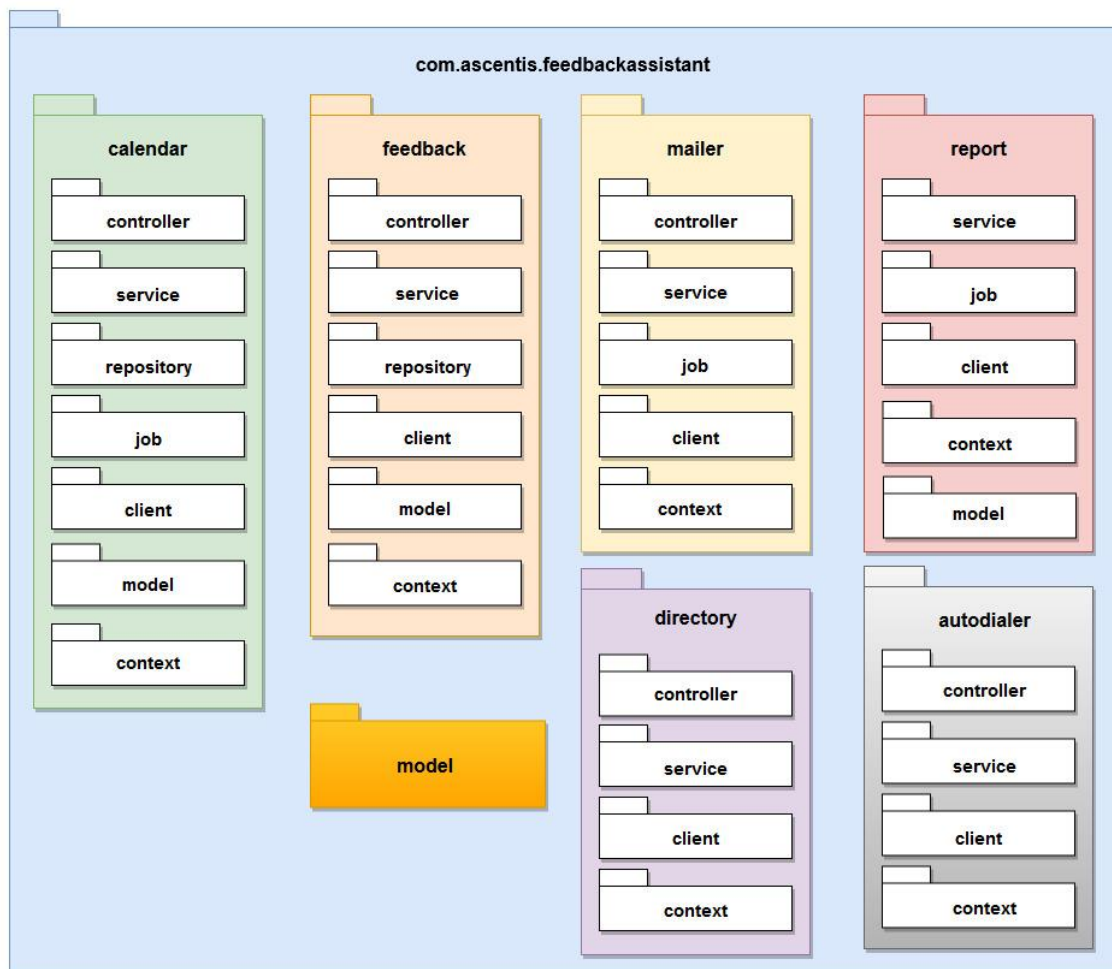 com.ascentis.feedbackassistant
calendar
controller
service
repository
job
client
model
context
feedback
controller
service
repository
client
model
context
model
mailer
controller
service
job
client
context
directory
controller
service
client
context
report
service
job
client
context
model
autodialer
controller
service
client
context